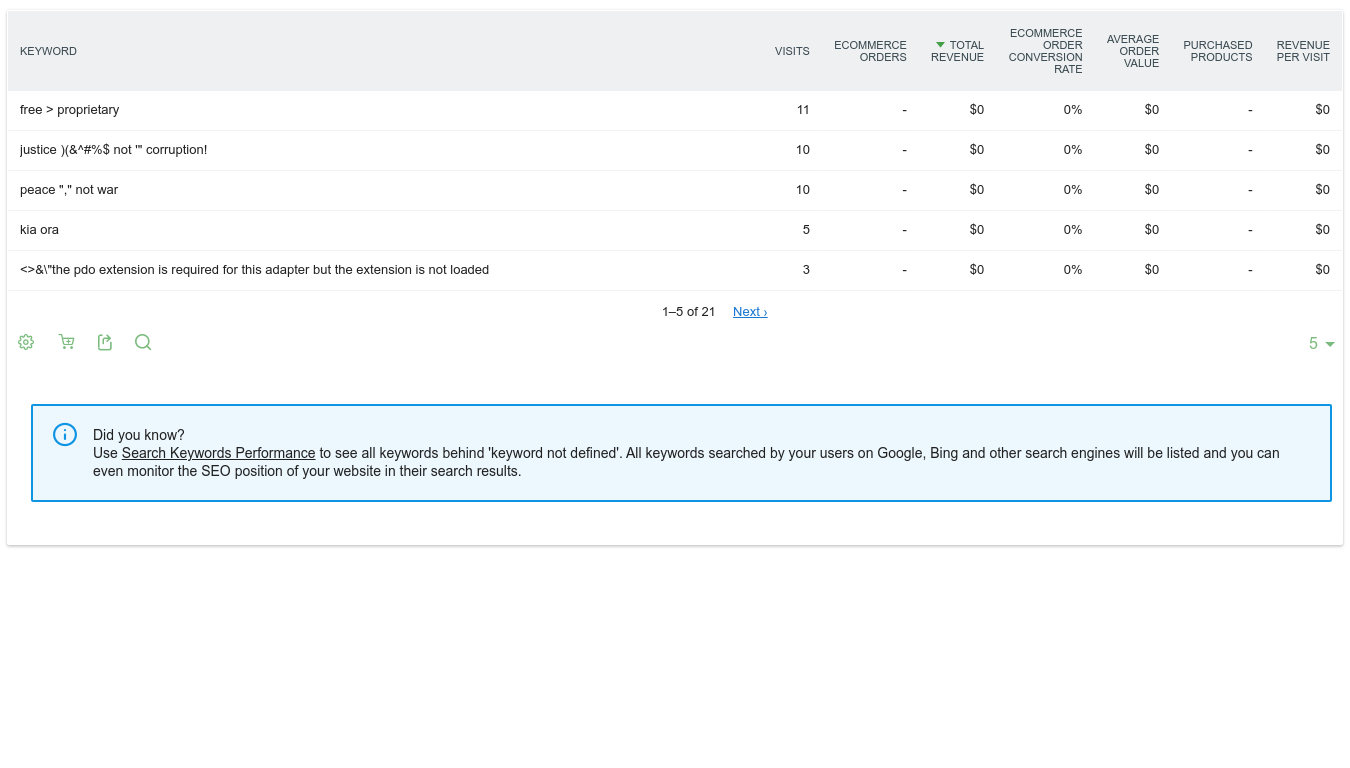 KEYWORD VISITS ECOMMERCE ORDERS TOTAL REVENUE ECOMMERCE ORDER CONVERSION RATE AVERAGE ORDER VALUE PURCHASED PRODUCTS REVENUE PER VISIT
free > proprietary 11 - $0 0% $0 - $0
justice )(&^#%$ not '" corruption! 10 - $0 0% $0 - $0
peace "," not war 10 - $0 0% $0 - $0
kia ora 5 - $0 0% $0 - $0
<>&\"the pdo extension is required for this adapter but the extension is not loaded 3 - $0 0% $0 - $0
1–5 of 21 Next ›
5
Did you know?
Use Search Keywords Performance to see all keywords behind 'keyword not defined'. All keywords searched by your users on Google, Bing and other search engines will be listed and you can
even monitor the SEO position of your website in their search results.